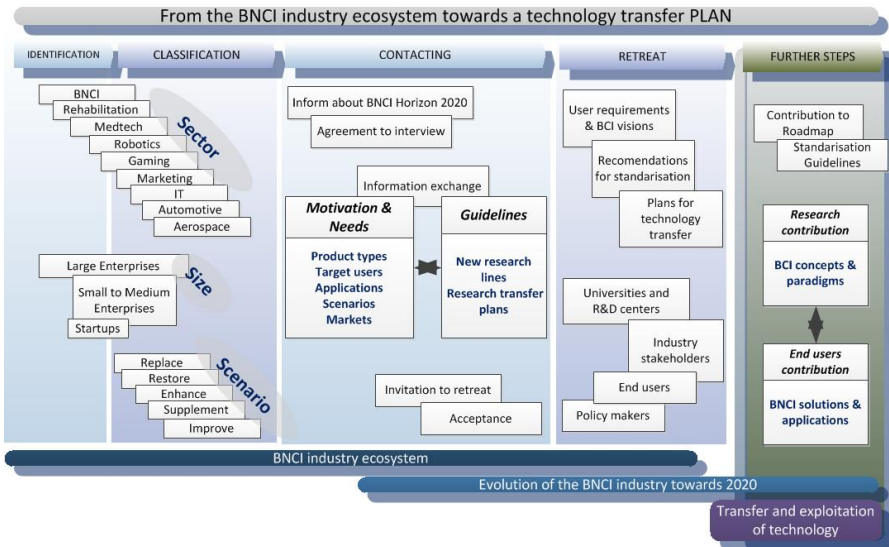 From the BNCI industry ecosystem towards a technology transfer PLAN
IDENTIFICATION
CLASSIFICATION
CONTACTING
RETREAT
FURTHER STEPS
BNCI
Rehabilitation
Medtech
Robotics
Gaming
Marketing
IT
Automotive
Aerospace
Sector
Large Enterprises
Small to Medium
Enterprises
Startups
Size
Replace
Restore
Enhance
Supplement
Improve
Scenario
Inform about BNCI Horizon 2020
Agreement to interview
Information exchange
Motivation &
Needs
Product types
Target users
Applications
Scenarios
Markets
Guidelines
New research
lines
Research transfer
plans
Invitation to retreat
Acceptance
User requirements
& BCI visions
Recomendations
for standarisation
Plans for
technology
transfer
Universities and
R&D centers
Industry
stakeholders
End users
Policy makers
Contribution to
Roadmap
Standarisation
Guidelines
Research
contribution
BCI concepts &
paradigms
End users
contribution
BNCI solutions &
applications
BNCI industry ecosystem
Evolution of the BNCI industry towards 2020
Transfer and exploitation
of technology